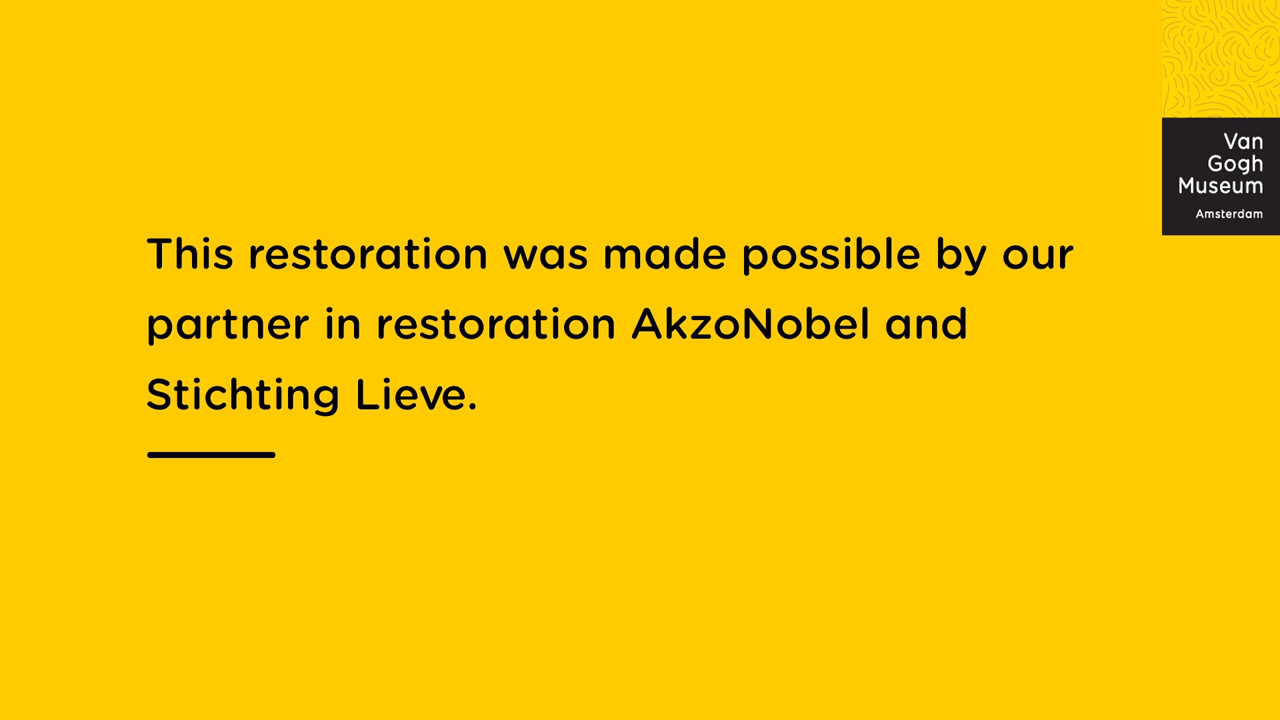 This restoration was made possible by our
partner in restoration AkzoNobel and
Stichting Lieve.
Van
Gogh
Museum
Amsterdam